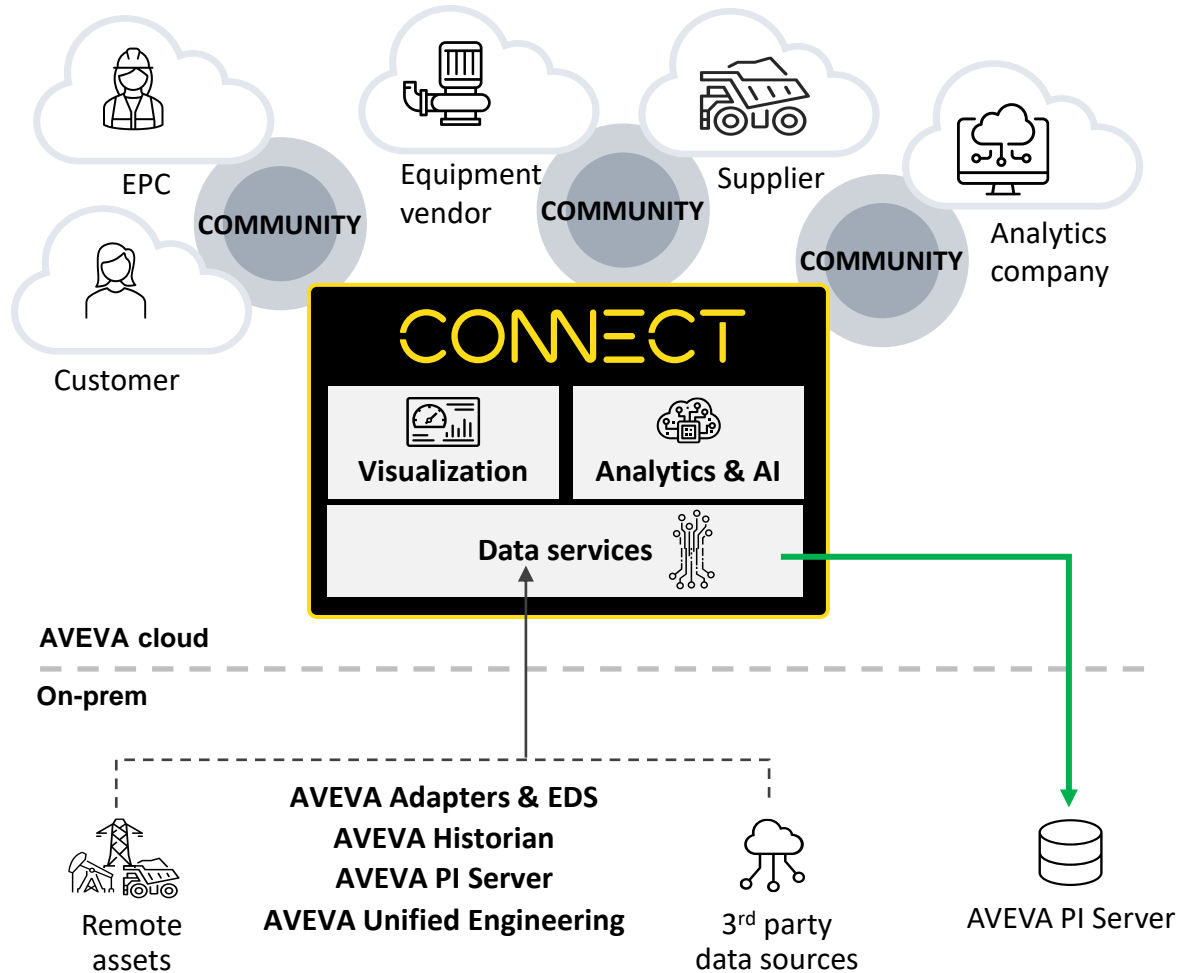 EPC
Equipment
vendor
Supplier
Analytics
company
Customer
COMMUNITY
COMMUNITY
COMMUNITY
CONNECT
Visualization
Analytics & AI
Data services
AVEVA cloud
On-prem
AVEVA Adapters & EDS
AVEVA Historian
AVEVA PI Server
AVEVA Unified Engineering
Remote
assets
3rd party
data sources
AVEVA PI Server